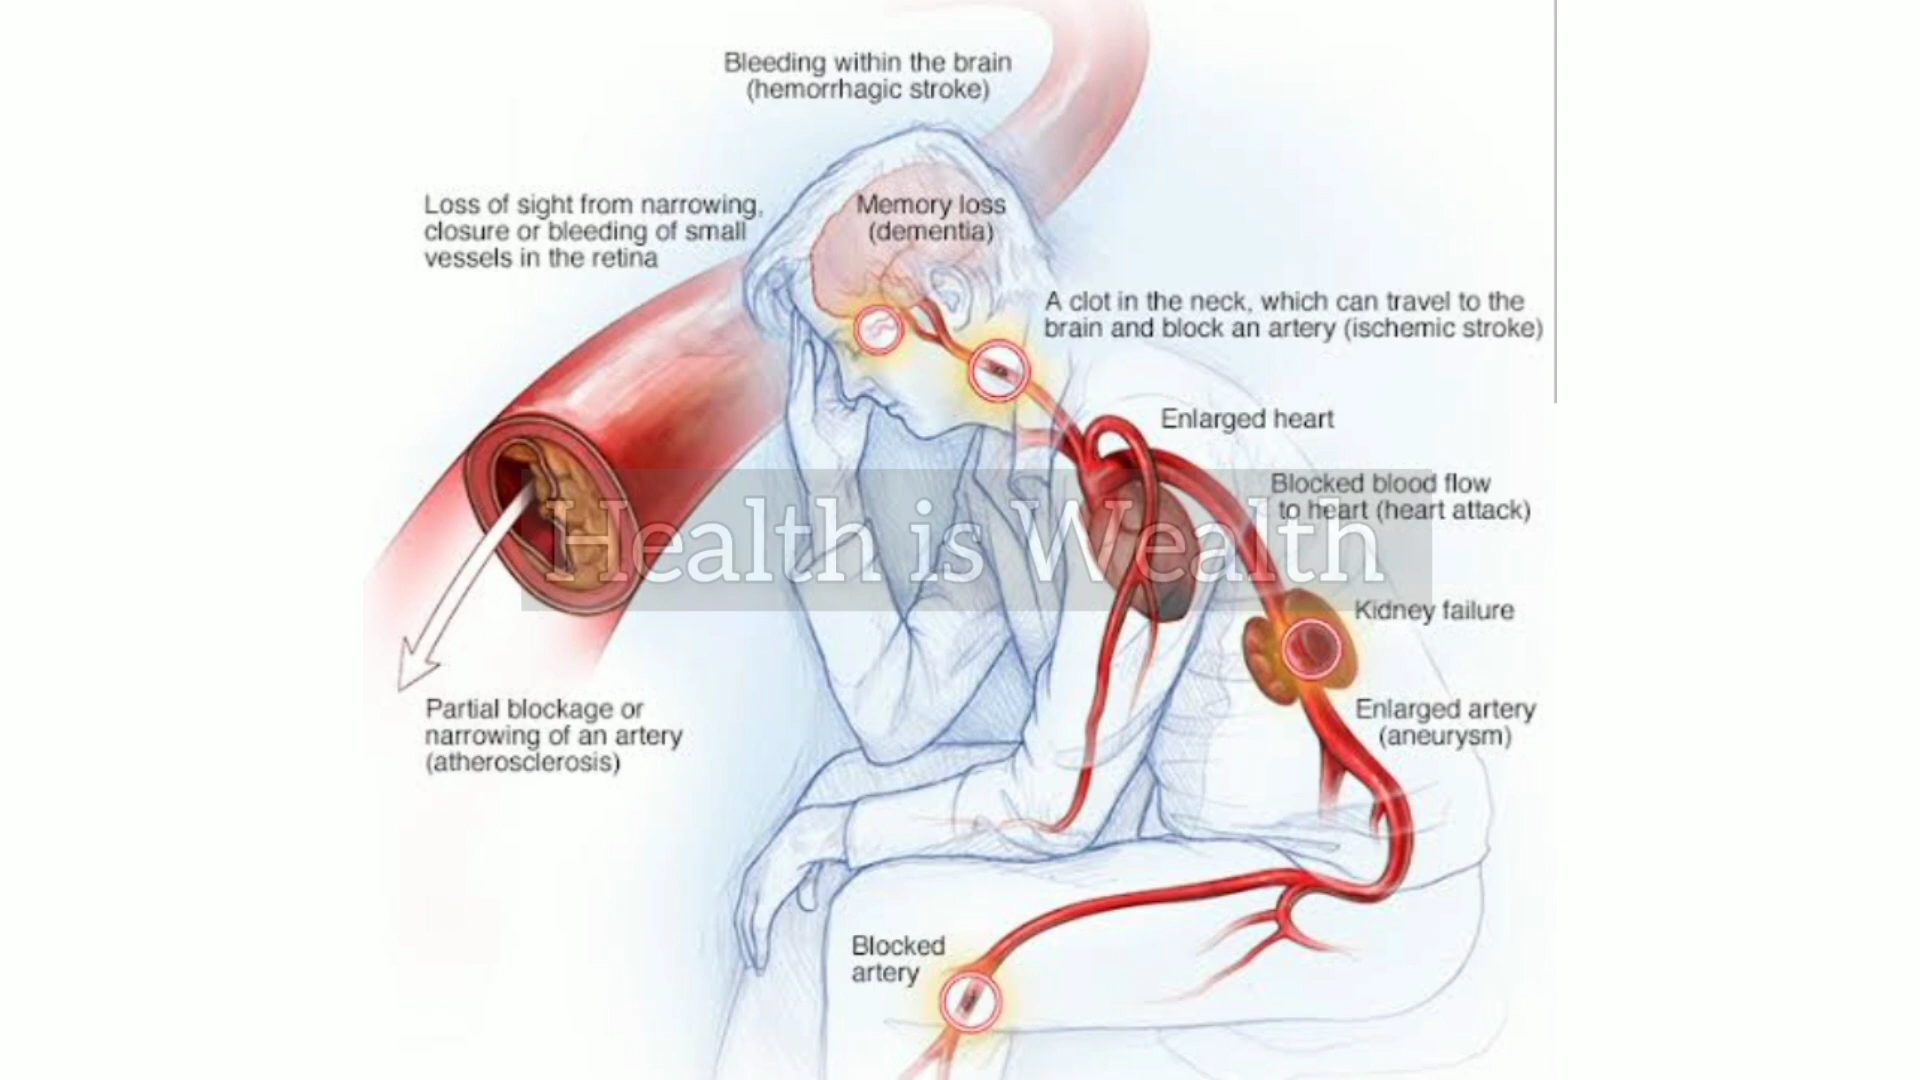 Bleeding within the brain
(hemorrhagic stroke)
Loss of sight from narrowing,
closure or bleeding of small
vessels in the retina
Memory loss
(dementia)
A clot in the neck, which can travel to the
brain and block an artery (ischemic stroke)
Enlarged heart
Blocked blood flow
to heart (heart attack)
Health is Wealth
Kidney failure
Partial blockage or
narrowing of an artery
(atherosclerosis)
Enlarged artery
(aneurysm)
Blocked
artery